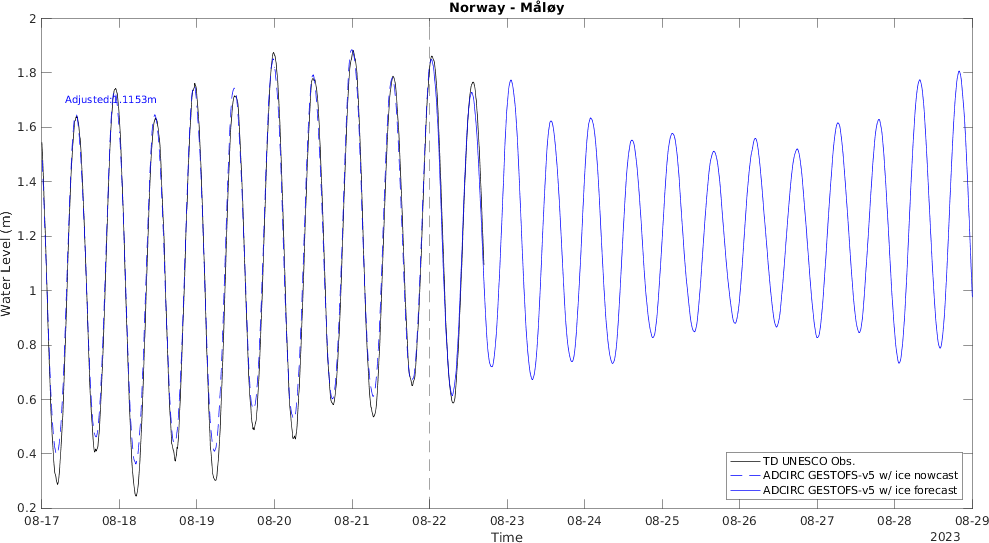 Norway - Måløy
Water Level (m)
2
1.8
1.6
1.4
1.2
1
0.8
0.6
0.4
0.2
Adjusted:1.1153m
TD UNESCO Obs.
ADCIRC GESTOFS-v5 w/ ice nowcast
ADCIRC GESTOFS-v5 w/ ice forecast
08-17 08-18 08-19 08-20 08-21 08-22 08-23 08-24 08-25 08-26 08-27 08-28 08-29
Time
2023